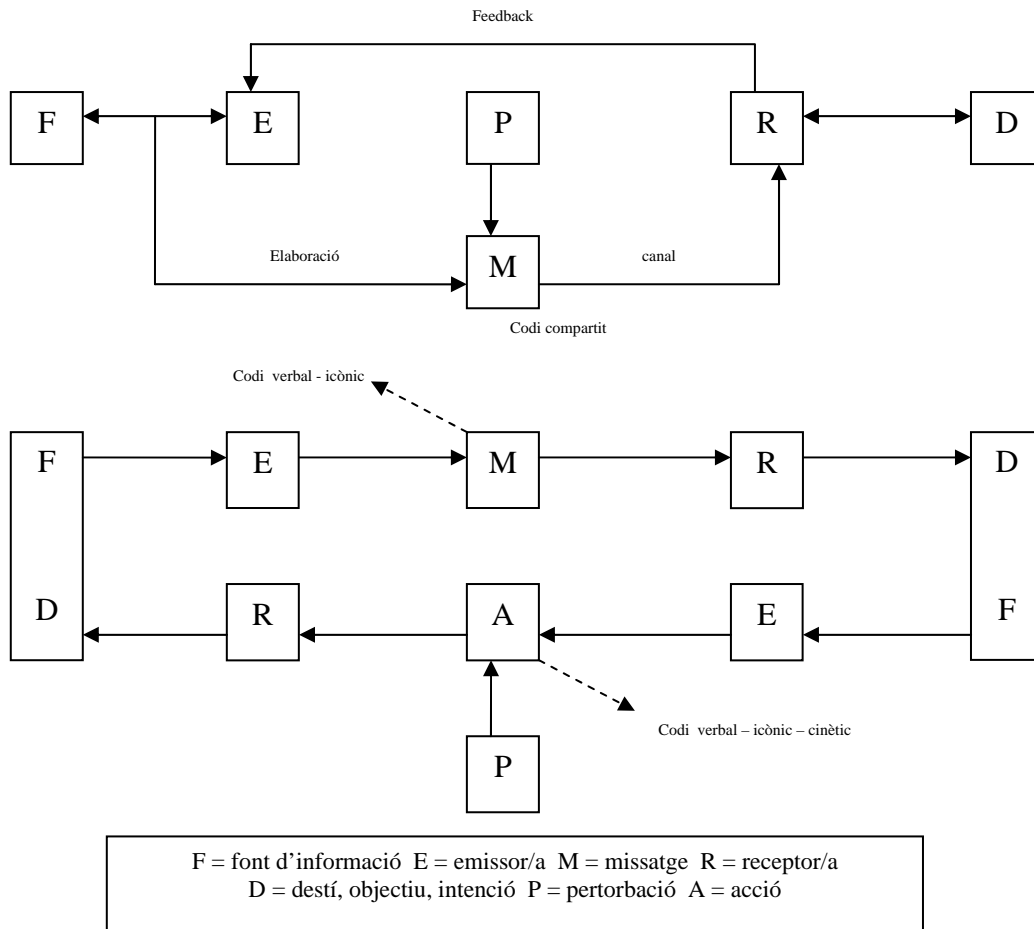 Feedback
F E P R D
Elaboració M canal
Codi compartit
Codi verbal - icònic
F E M R D
D R A E F
Codi verbal – icònic – cinètic
P
F = font d’informació E = emissor/a M = missatge R = receptor/a
D = destí, objectiu, intenció P = pertorbació A = acció